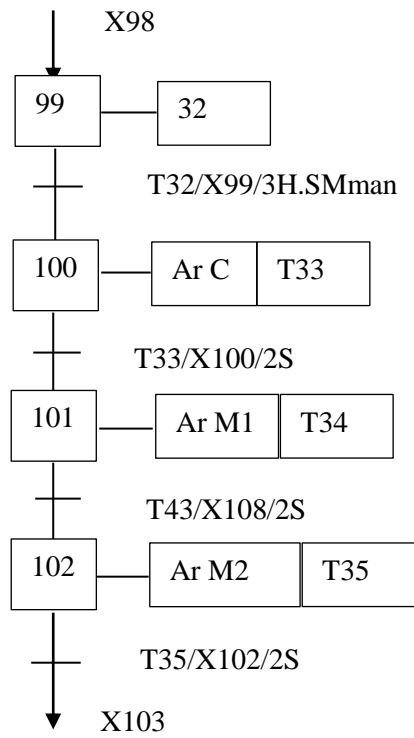 X98
99 32
T32/X99/3H.SMman
100 Ar C T33
T33/X100/2S
101 Ar M1 T34
T43/X108/2S
102 Ar M2 T35
T35/X102/2S
X103